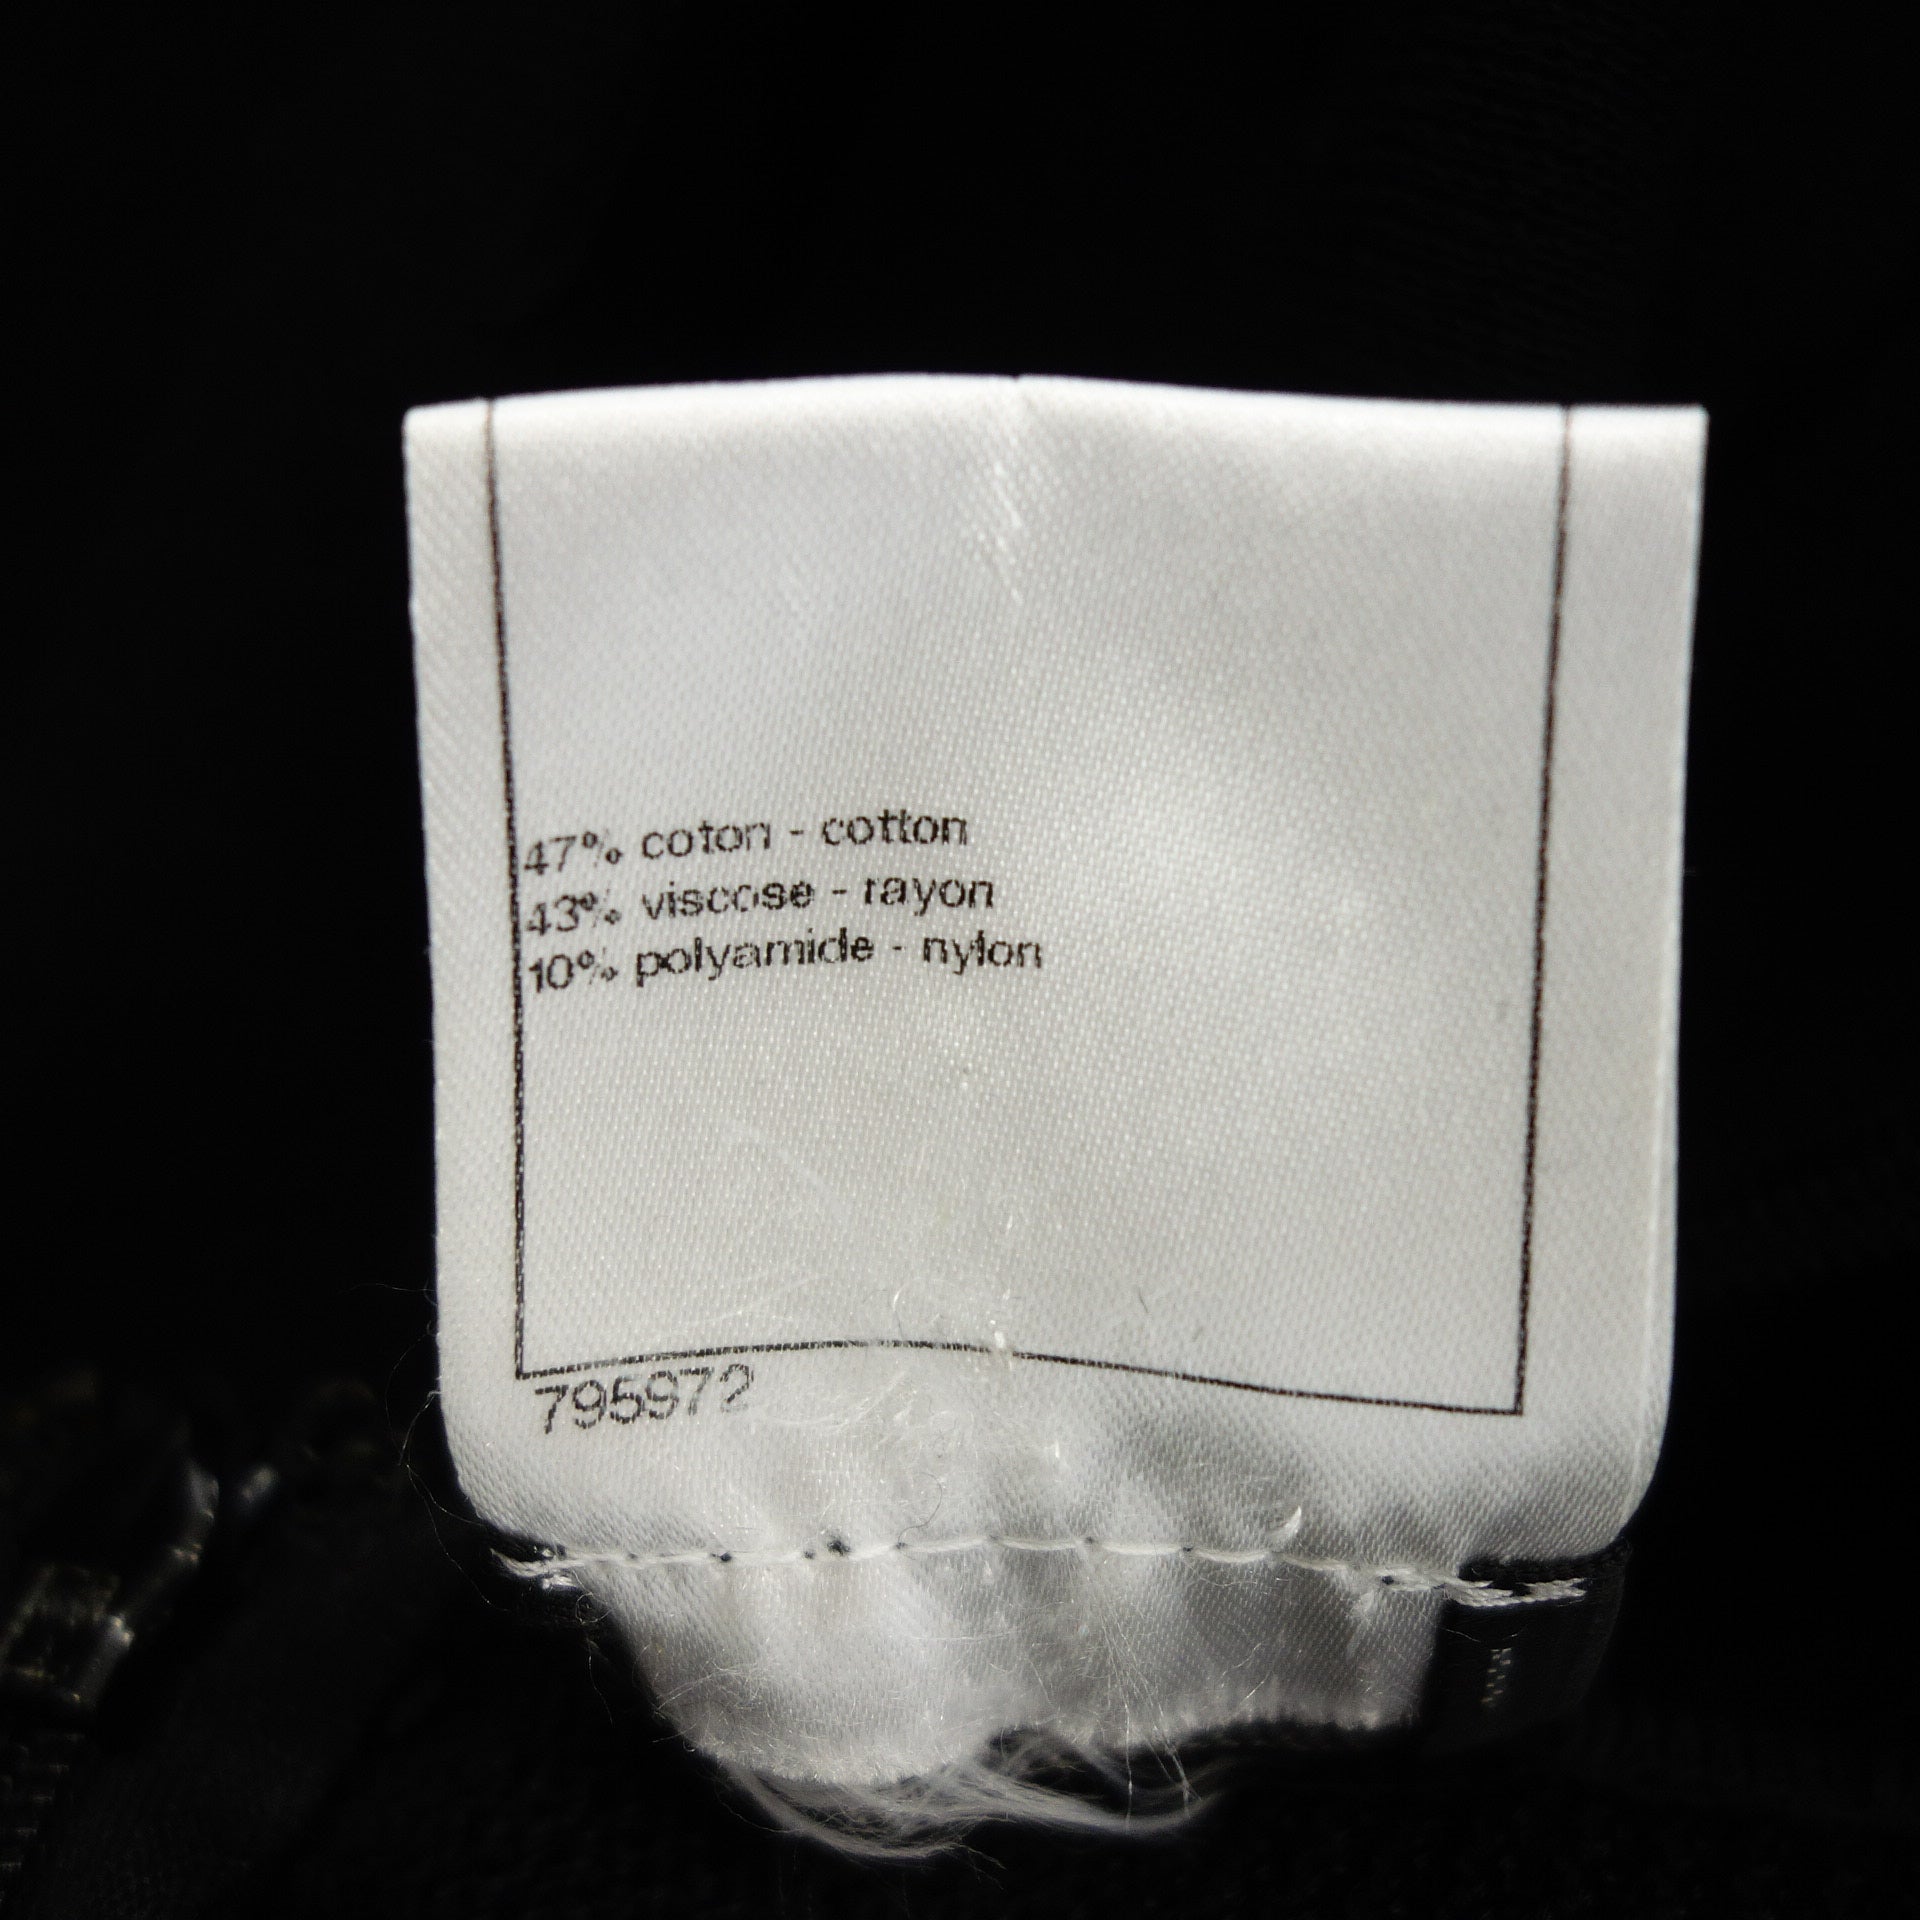 47% coton - cotton
43% viscose - rayon
10% polyamide - nylon
795972